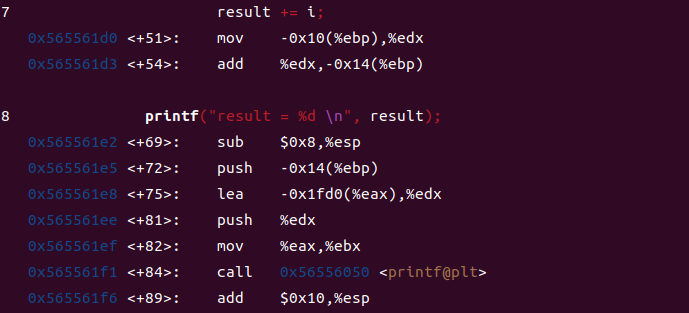 7 result += i;
0x565561d0 <+51>: mov -0x10(%ebp),%edx
0x565561d3 <+54>: add %edx,-0x14(%ebp)
8 printf("result = %d \n", result);
0x565561e2 <+69>: sub $0x8,%esp
0x565561e5 <+72>: push -0x14(%ebp)
0x565561e8 <+75>: lea -0x1fd0(%eax),%edx
0x565561ee <+81>: push %edx
0x565561ef <+82>: mov %eax,%ebx
0x565561f1 <+84>: call 0x56556050 <printf@plt>
0x565561f6 <+89>: add $0x10,%esp